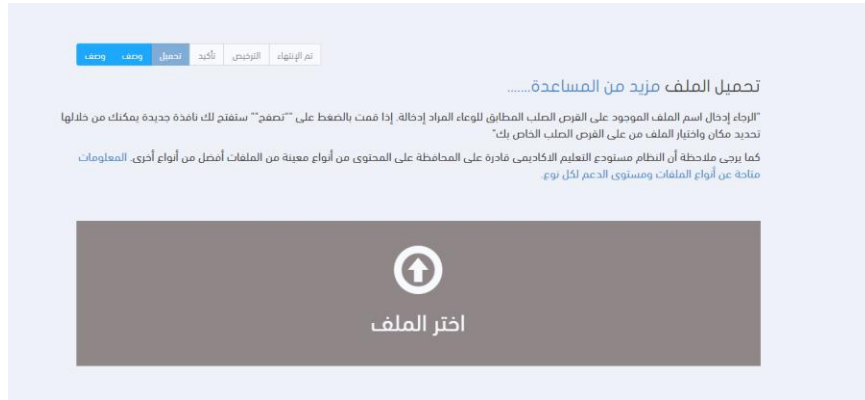 وصف وصف تحميل تأكيد الترخيص تم الإنتهاء
تحميل الملف مزيد من المساعدة.......
"الرجاء إدخال اسم الملف الموجود على القرص الصلب المطابق للوعاء المراد إدخالة. إذا قمت بالضغط على ""تصفح"" ستفتح لك نافذة جديدة يمكنك من خلالها
تحديد مكان واختيار الملف من على القرص الصلب الخاص بك"
كما يرجى ملاحظة أن النظام مستودع التعليم الاكاديمى قادرة على المحافظة على المحتوى من أنواع معينة من الملفات أفضل من أنواع أخرى. المعلومات
متاحة عن أنواع الملفات ومستوى الدعم لكل نوع.
اختر الملف